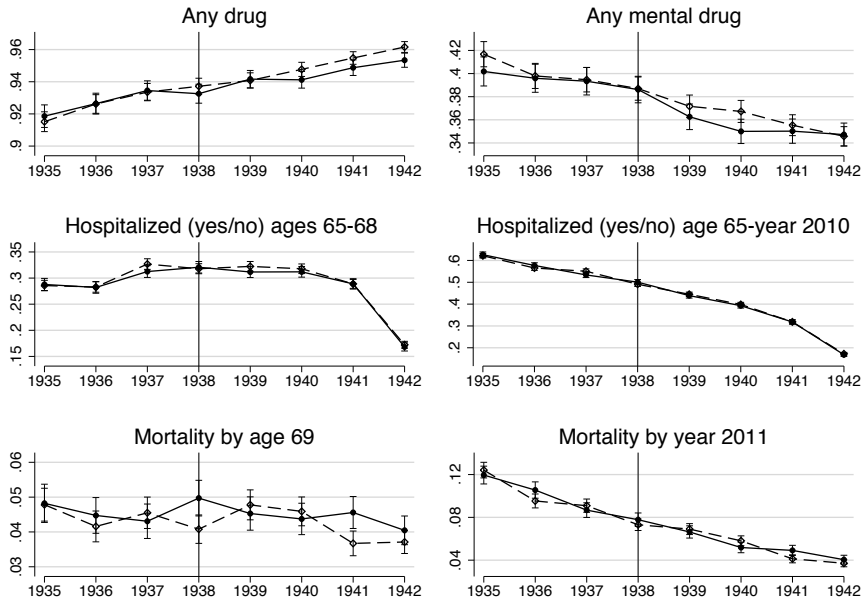 Any drug
.96
.94
.92
.9
1935 1936 1937 1938 1939 1940 1941 1942
Any mental drug
.42
.4
.38
.36
.34
1935 1936 1937 1938 1939 1940 1941 1942
Hospitalized (yes/no) ages 65-68
.35
.3
.25
.2
.15
1935 1936 1937 1938 1939 1940 1941 1942
Hospitalized (yes/no) age 65-year 2010
.6
.5
.4
.3
.2
1935 1936 1937 1938 1939 1940 1941 1942
Mortality by age 69
.06
.05
.04
.03
1935 1936 1937 1938 1939 1940 1941 1942
Mortality by year 2011
.12
.08
.04
1935 1936 1937 1938 1939 1940 1941 1942